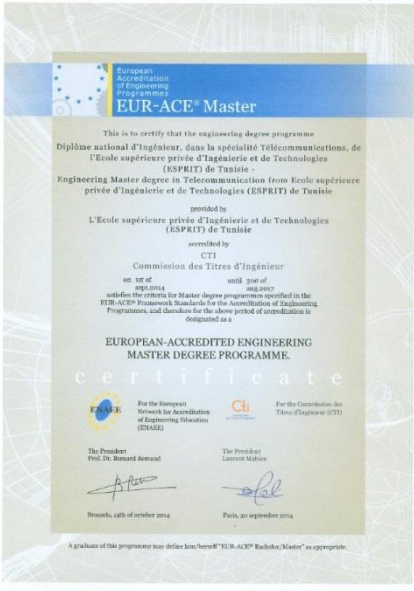 European
Accreditation
of Engineering
Programmes
EUR-ACE® Master
This is to certify that the engineering degree programme
Diplôme national d'Ingénieur, dans la spécialité Télécommunications, de
l'Ecole supérieure privée d'Ingénierie et de Technologies
(ESPRIT) de Tunisie -
Engineering Master degree in Telecommunication from Ecole supérieure
privée d'Ingénierie et de Technologies (ESPRIT) de Tunisie
provided by
L'Ecole supérieure privée d'Ingénierie et de Technologies
(ESPRIT) de Tunisie
accredited by
CTI
Commission des Titres d'Ingénieur
on 1st of
sept.2014
until 31st of
aug.2017
satisfies the criteria for Master degree programmes specified in the
EUR-ACE® Framework Standards for the Accreditation of Engineering
Programmes, and therefore for the above period of accreditation is
designated as a
EUROPEAN-ACCREDITED ENGINEERING
MASTER DEGREE PROGRAMME.
certificate
ENAEE
For the European
Network for Accreditation
of Engineering Education
(ENAEE)
Cti
For the Commission des
Titres d'Ingénieur (CTI)
The President
Prof. Dr. Bernard Remaud
The President
Laurent Mahieu
Brussels, 14th of october 2014
Paris, 30 septembre 2014
A graduate of this programme may define him/herself "EUR-ACE® Bachelor/Master" as appropriate.